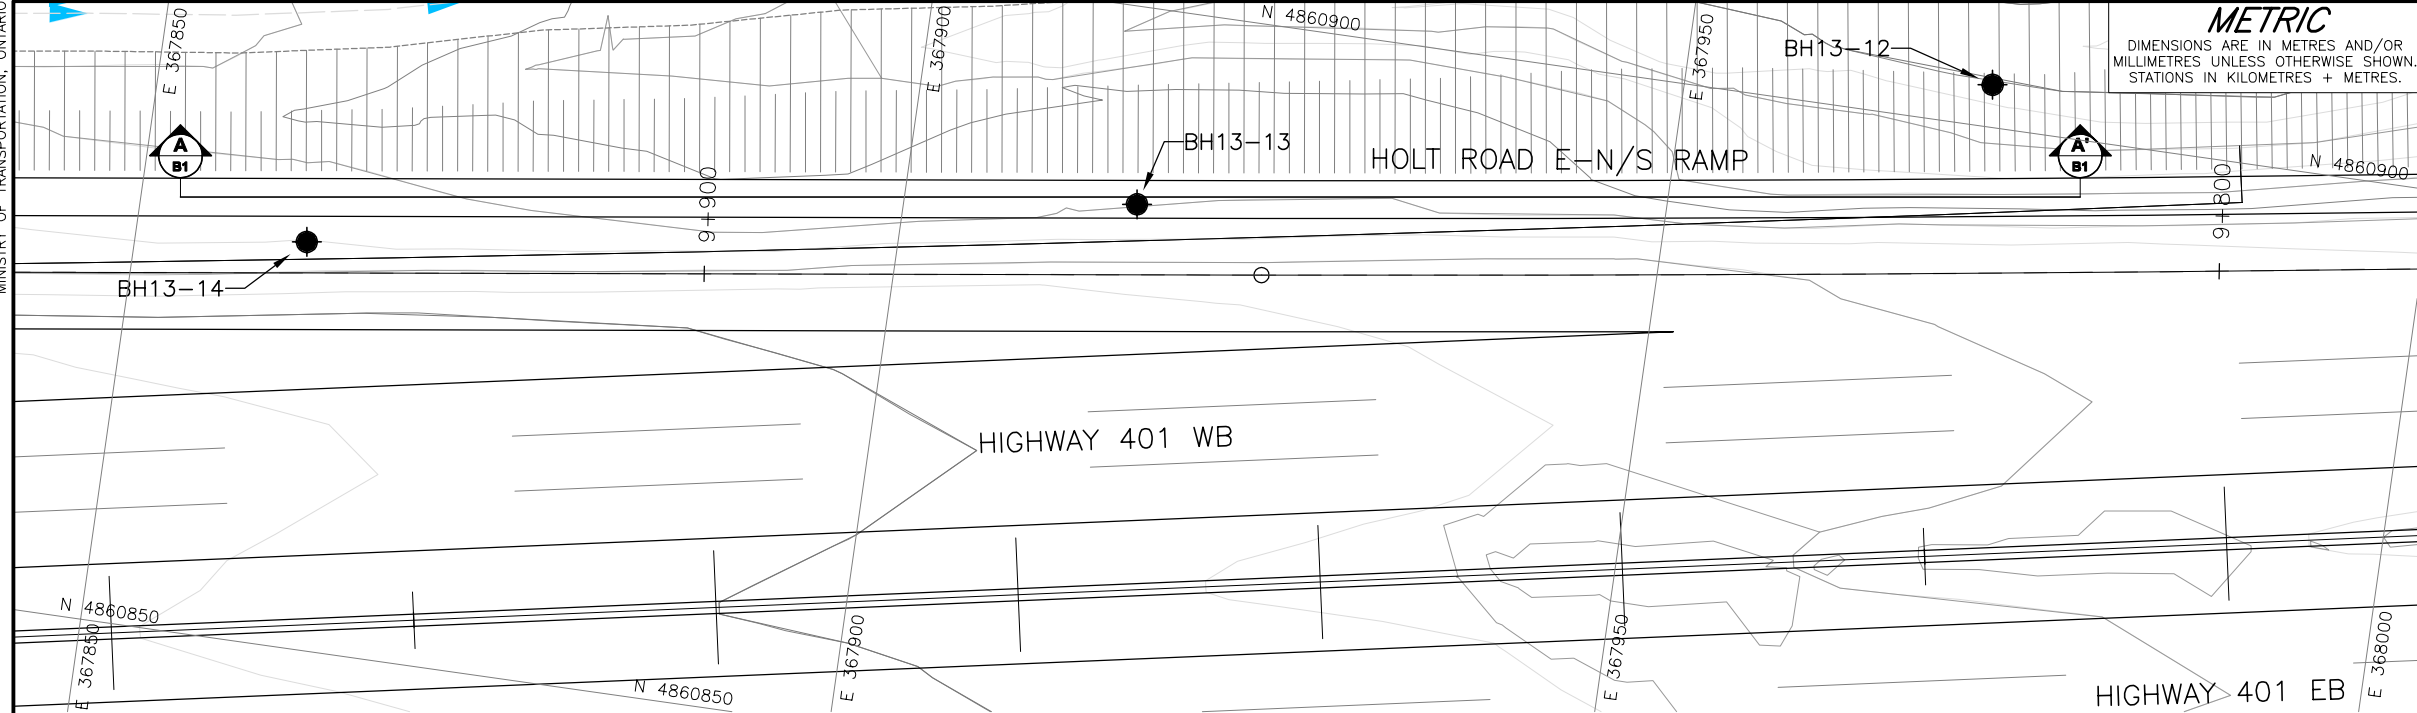 MINISTRY OF TRANSPORTATION, ONTARIO
E 367850
E 367900
N 4860900
E 367950
BH13-12
METRIC
DIMENSIONS ARE IN METRES AND/OR
MILLIMETRES UNLESS OTHERWISE SHOWN.
STATIONS IN KILOMETRES + METRES.
A
B1
BH13-13
HOLT ROAD E-N/S RAMP
A'
B1
N 4860900
9+900
9+800
BH13-14
HIGHWAY 401 WB
N 4860850
E 367850
E 367900
E 367950
E 368000
N 4860850
HIGHWAY 401 EB